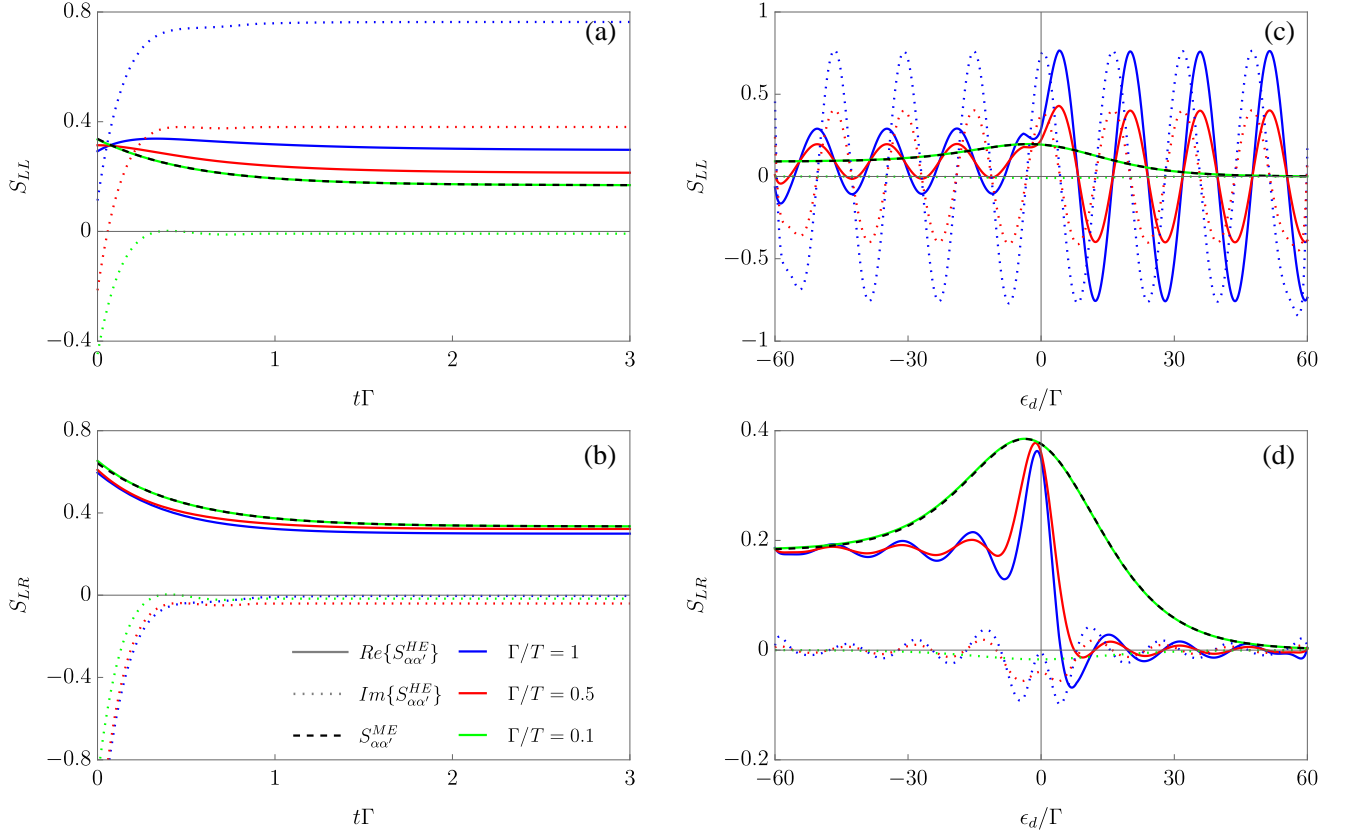 (a)
S_{LL}
0.8
0.4
0
−0.4
0
1
2
3
tΓ
(c)
S_{LL}
1
0.5
0
−0.5
−1
−60
−30
0
30
60
ϵ_d/Γ
(b)
S_{LR}
0.8
0.4
0
−0.4
−0.8
Re{S^{HE}_{αα′}}
Γ/T = 1
Im{S^{HE}_{αα′}}
Γ/T = 0.5
S^{ME}_{αα′}
Γ/T = 0.1
0
1
2
3
tΓ
(d)
S_{LR}
0.4
0.2
0
−0.2
−60
−30
0
30
60
ϵ_d/Γ